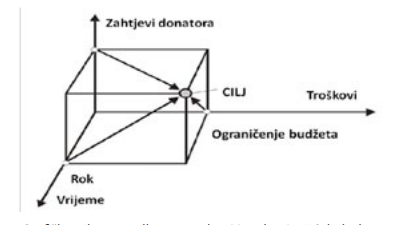 Zahtjevi donatora
CILJ
Troškovi
Ograničenje budžeta
Rok
Vrijeme